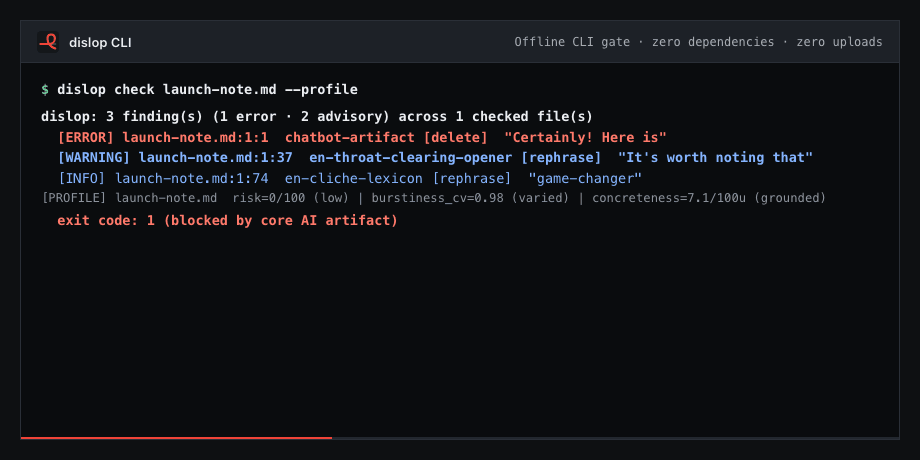 dislop CLI
Offline CLI gate · zero dependencies · zero uploads
$ dislop check launch-note.md --profile
dislop: 3 finding(s) (1 error · 2 advisory) across 1 checked file(s)
[ERROR] launch-note.md:1:1  chatbot-artifact [delete]  "Certainly! Here is"
[WARNING] launch-note.md:1:37  en-throat-clearing-opener [rephrase]  "It's worth noting that"
[INFO] launch-note.md:1:74  en-cliche-lexicon [rephrase]  "game-changer"
[PROFILE] launch-note.md  risk=0/100 (low) | burstiness_cv=0.98 (varied) | concreteness=7.1/100u (grounded)
exit code: 1 (blocked by core AI artifact)